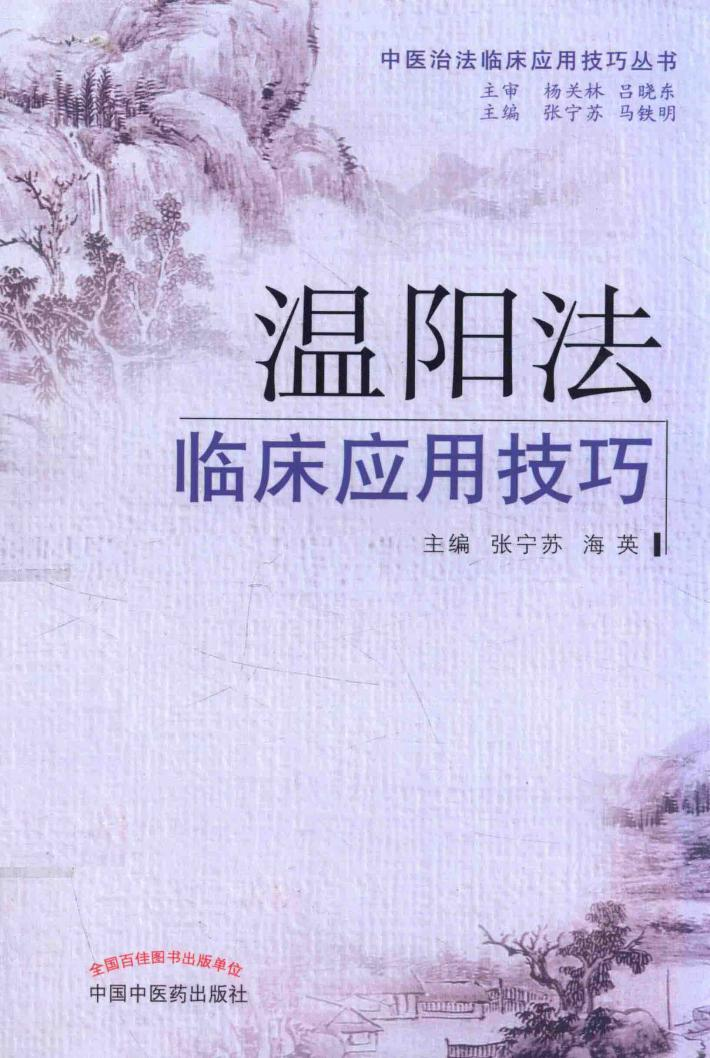 中医治法临床应用技巧丛书
主审 杨关林 吕晓东
主编 张宁苏 马铁明
温阳法
临床应用技巧
主编 张宁苏 海英
全国百佳图书出版单位
中国中医药出版社